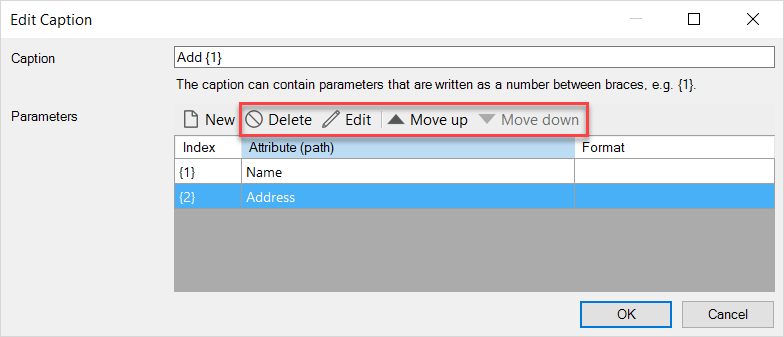 Edit Caption
Caption
Add {1}
The caption can contain parameters that are written as a number between braces, e.g. {1}.
Parameters
New Delete Edit Move up Move down
Index Attribute (path) Format
{1} Name
{2} Address
OK Cancel